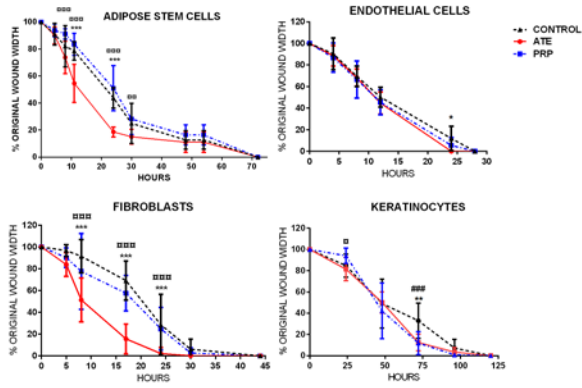 ADIPOSE STEM CELLS
¤¤¤
¤¤¤
***
¤¤¤
***
¤¤
% ORIGINAL WOUND WIDTH
100
80
60
40
20
0
0 10 20 30 40 50 60 70 80
HOURS
ENDOTHELIAL CELLS
CONTROL
ATE
PRP
*
% ORIGINAL WOUND WIDTH
120
100
80
60
40
20
0
0 5 10 15 20 25 30
HOURS
FIBROBLASTS
¤¤¤
***
¤¤¤
***
¤¤¤
***
% ORIGINAL WOUND WIDTH
120
100
80
60
40
20
0
0 5 10 15 20 25 30 35 40 45
HOURS
KERATINOCYTES
¤
###
**
% ORIGINAL WOUND WIDTH
120
100
80
60
40
20
0
0 25 50 75 100 125
HOURS